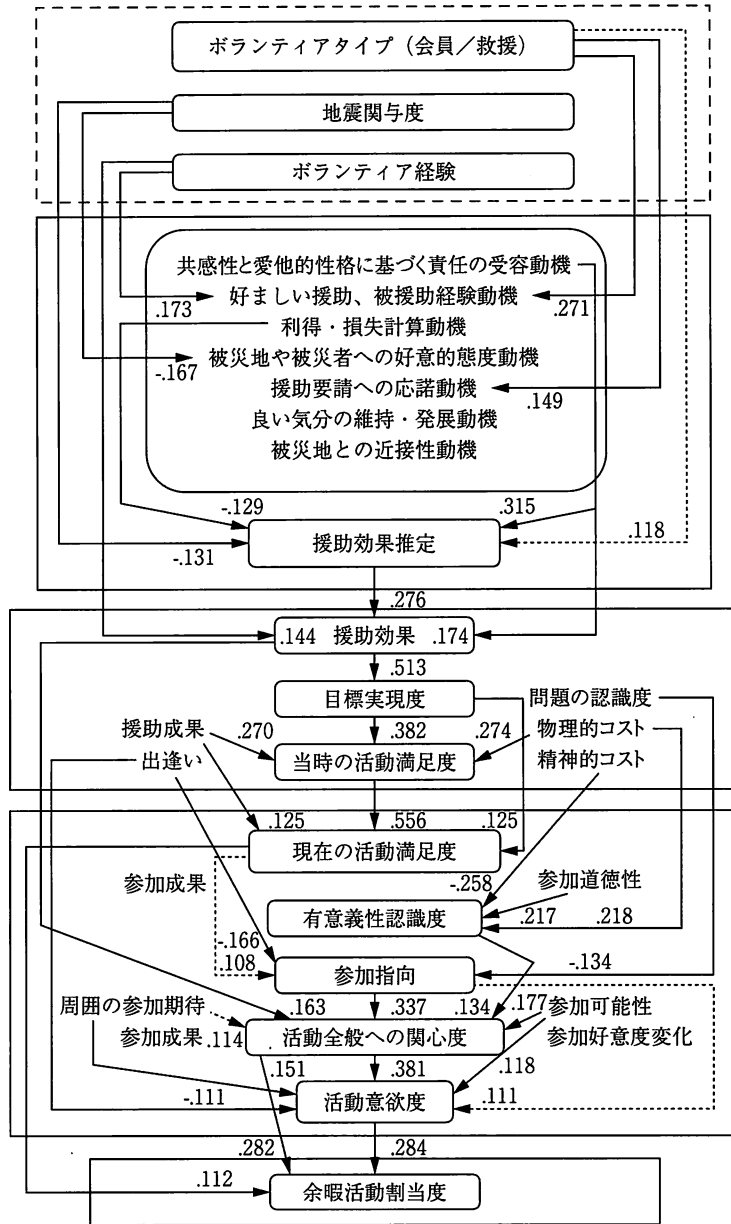 ボランティアタイプ（会員／救援）
地震関与度
ボランティア経験
共感性と愛他的性格に基づく責任の受容動機
.173 好ましい援助、被援助経験動機 .271
利得・損失計算動機
-.167 被災地や被災者への好意的態度動機
援助要請への応諾動機 .149
良い気分の維持・発展動機
被災地との近接性動機
-.129 .315
-.131 援助効果推定 .118
.276
.144 援助効果 .174
.513
目標実現度 問題の認識度
援助成果 .270 .382 .274 物理的コスト
出逢い 当時の活動満足度 精神的コスト
.125 .556 .125
現在の活動満足度
参加成果 -.258 参加道徳性
有意義性認識度 .217 .218
-.166
.108 参加指向 -.134
周囲の参加期待 .163 .337 .134 .177 参加可能性
参加成果 .114 活動全般への関心度 参加好意度変化
.151 .381 .118
-.111 活動意欲度 .111
.282 .284
.112 余暇活動割当度